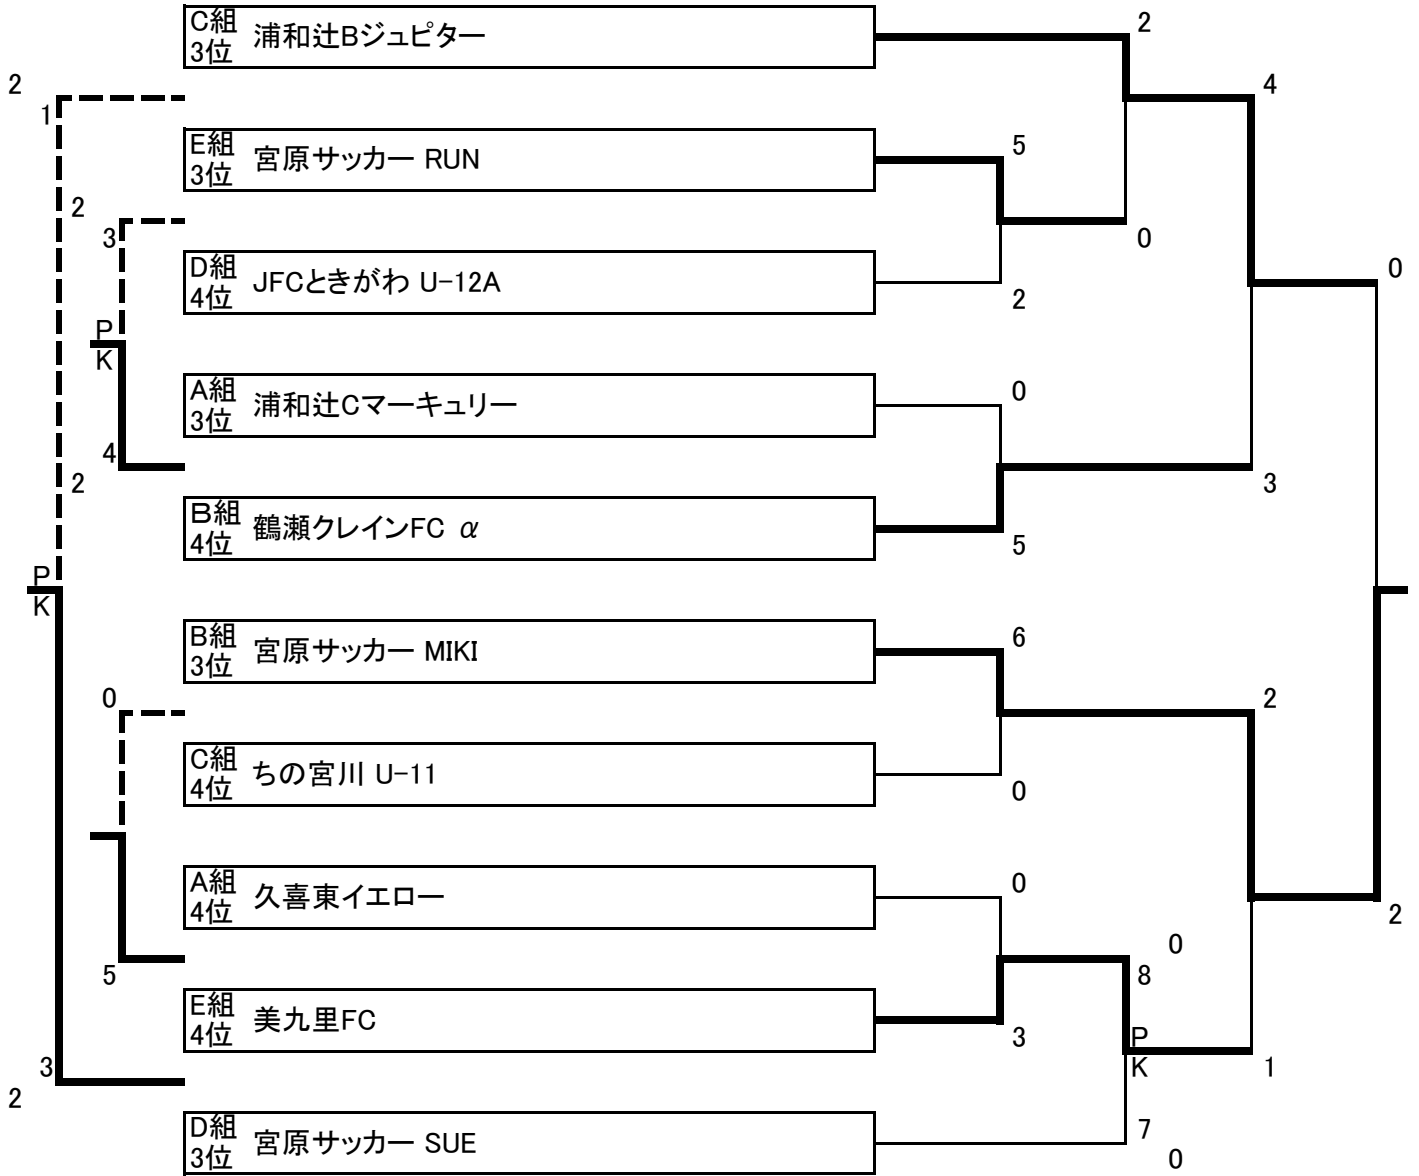 C組
3位
浦和辻Bジュピター
2
2
1
4
E組
3位
宮原サッカー RUN
5
2
3
0
D組
4位
JFCときがわ U-12A
0
2
P
K
A組
3位
浦和辻Cマーキュリー
0
4
2
3
B組
4位
鶴瀬クレインFC α
5
P
K
B組
3位
宮原サッカー MIKI
6
0
2
C組
4位
ちの宮川 U-11
0
A組
4位
久喜東イエロー
0
2
0
5
8
E組
4位
美九里FC
3
P
K
3
1
2
D組
3位
宮原サッカー SUE
7
0